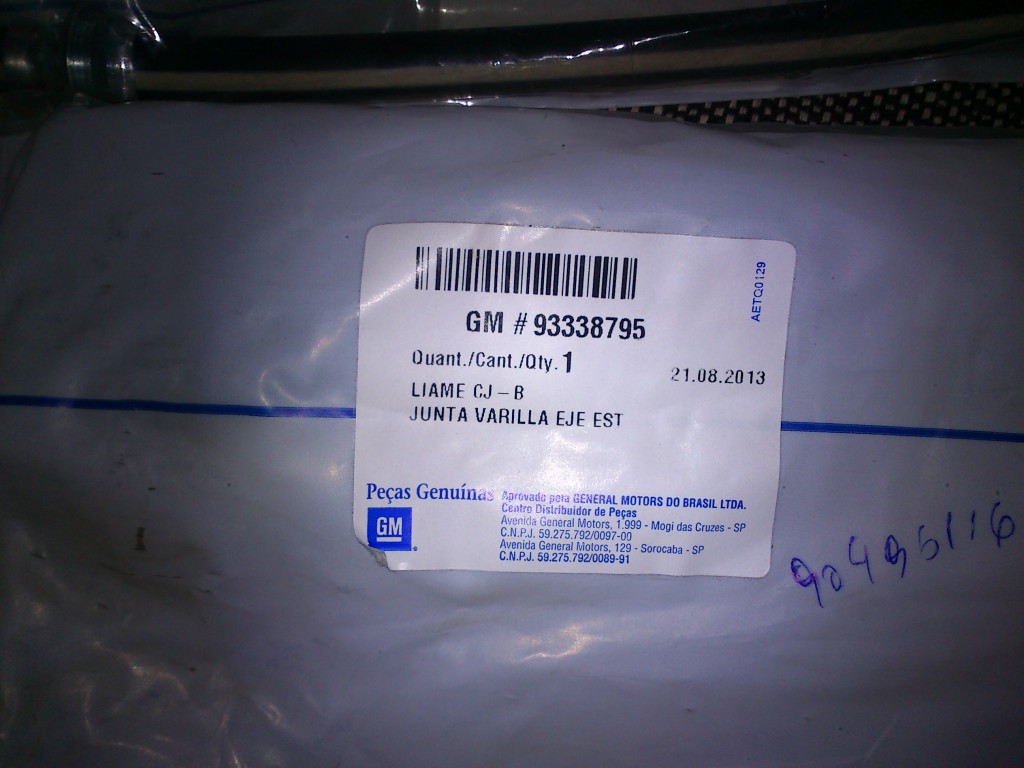 AETQ0129
GM # 93338795
Quant./Cant./Qty. 1
21.08.2013
LIAME CJ - B
JUNTA VARILLA EJE EST
Peças Genuínas
GM
Aprovado pela GENERAL MOTORS DO BRASIL LTDA.
Centro Distribuidor de Peças
Avenida General Motors, 1.999 - Mogi das Cruzes - SP
C.N.P.J. 59.275.792/0097-00
Avenida General Motors, 129 - Sorocaba - SP
C.N.P.J. 59.275.792/0089-91
90495116